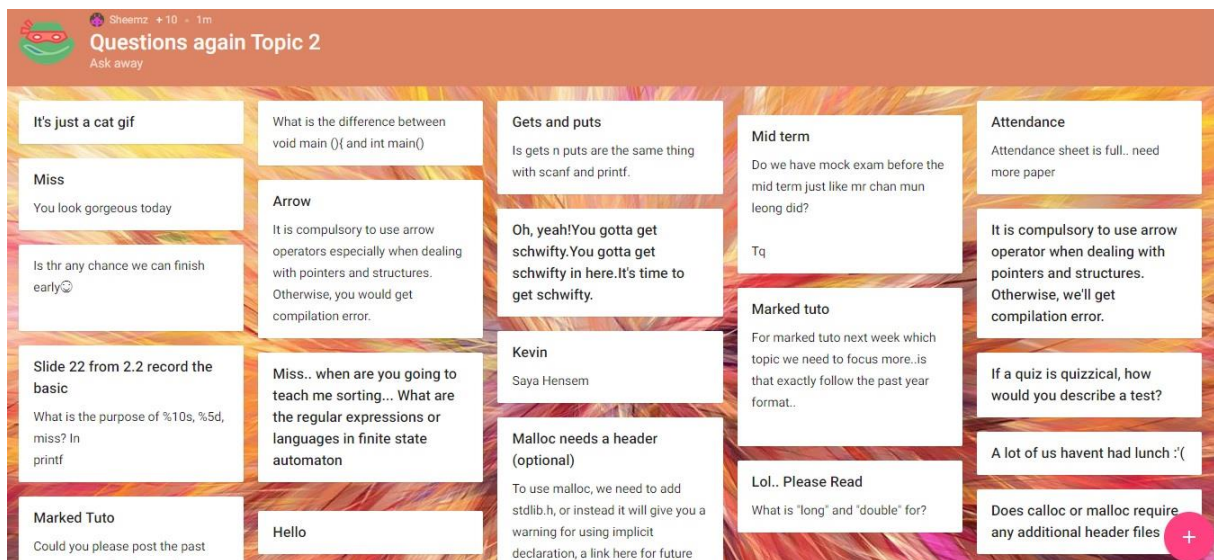 Sheemz +10 • 1m
Questions again Topic 2
Ask away
It's just a cat gif
Miss
You look gorgeous today
Is thr any chance we can finish
early☺
Slide 22 from 2.2 record the
basic
What is the purpose of %10s, %5d,
miss? In
printf
Marked Tuto
Could you please post the past
What is the difference between
void main (){ and int main()
Arrow
It is compulsory to use arrow
operators especially when dealing
with pointers and structures.
Otherwise, you would get
compilation error.
Miss.. when are you going to
teach me sorting... What are
the regular expressions or
languages in finite state
automaton
Hello
Gets and puts
Is gets n puts are the same thing
with scanf and printf.
Oh, yeah!You gotta get
schwifty.You gotta get
schwifty in here.It's time to
get schwifty.
Kevin
Saya Hensem
Malloc needs a header
(optional)
To use malloc, we need to add
stdlib.h, or instead it will give you a
warning for using implicit
declaration, a link here for future
Mid term
Do we have mock exam before the
mid term just like mr chan mun
leong did?
Tq
Marked tuto
For marked tuto next week which
topic we need to focus more..is
that exactly follow the past year
format..
Lol.. Please Read
What is "long" and "double" for?
Attendance
Attendance sheet is full.. need
more paper
It is compulsory to use arrow
operator when dealing with
pointers and structures.
Otherwise, we'll get
compilation error.
If a quiz is quizzical, how
would you describe a test?
A lot of us havent had lunch :'(
Does calloc or malloc require
any additional header files
+